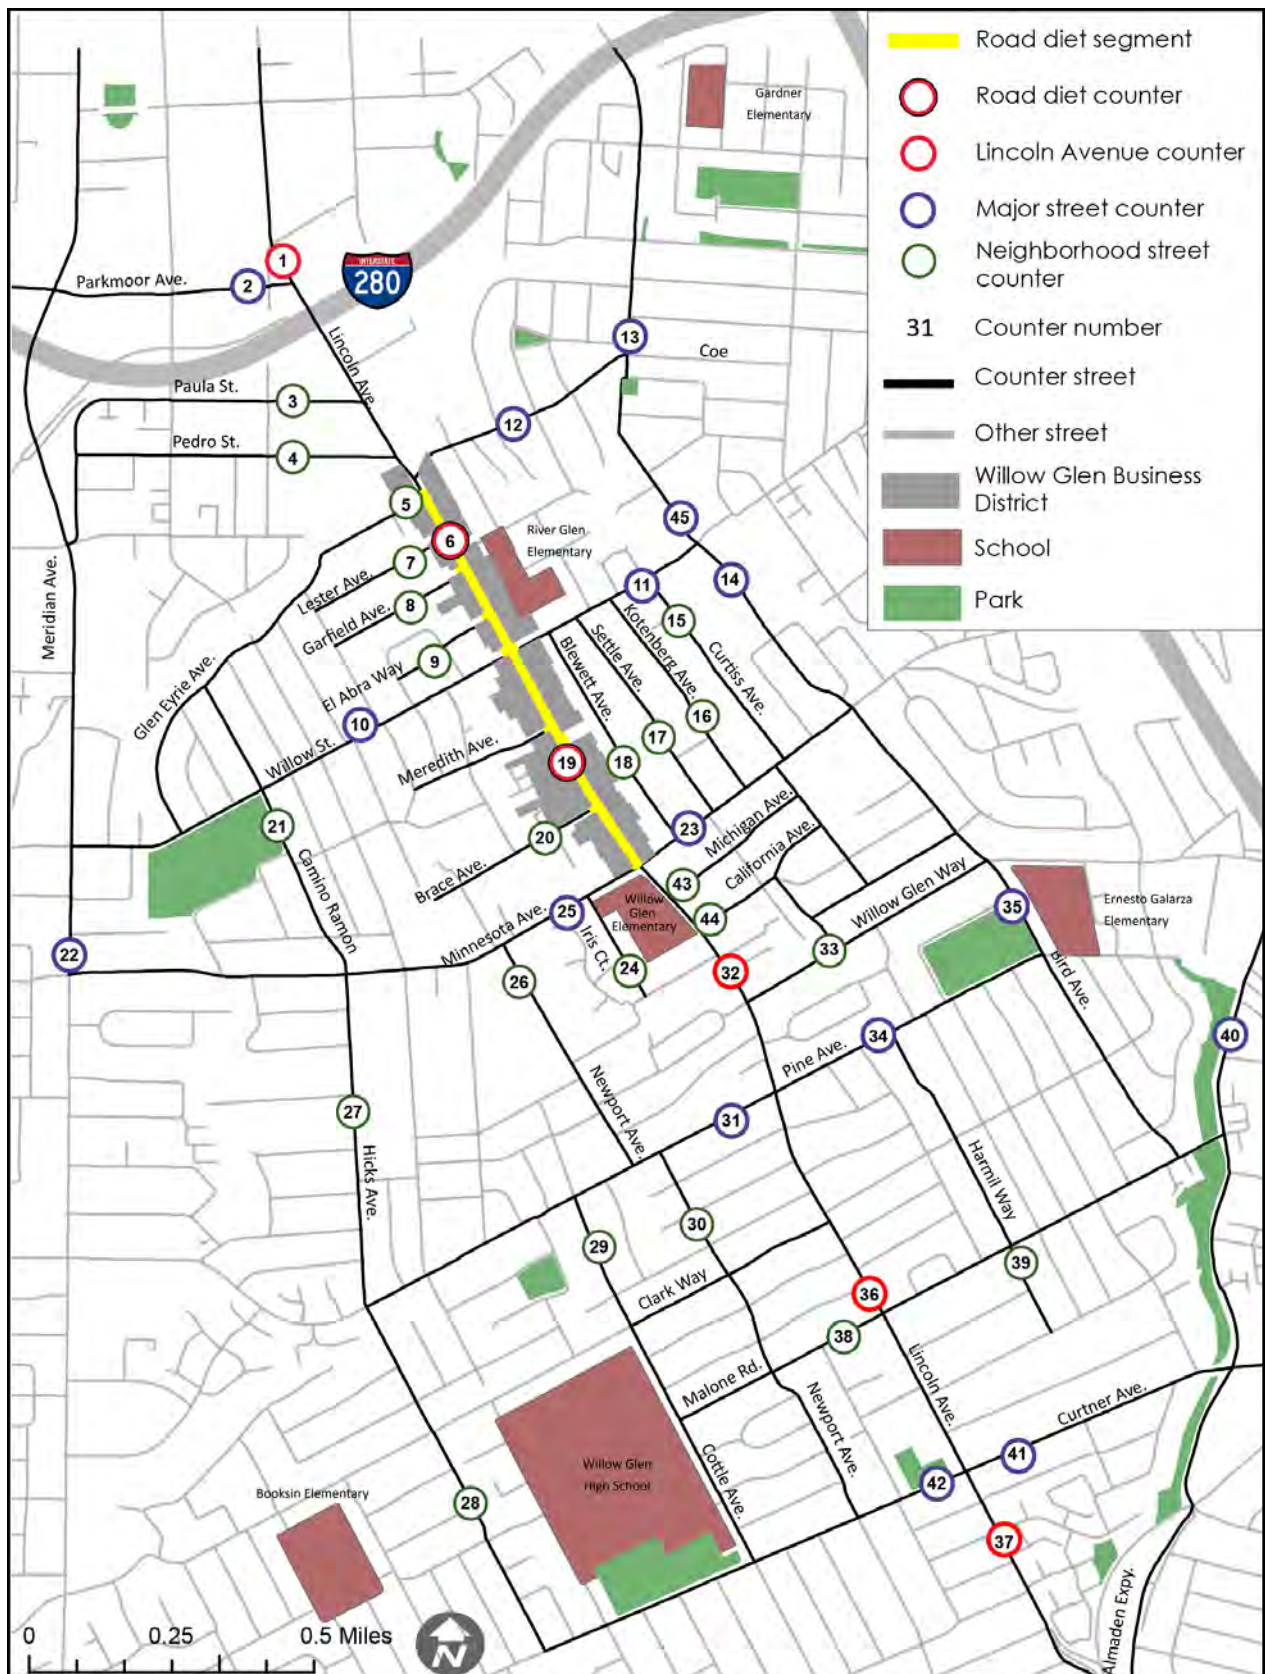 Road diet segment
Road diet counter
Lincoln Avenue counter
Major street counter
Neighborhood street
counter
31 Counter number
Counter street
Other street
Willow Glen Business
District
School
Park
Gardner
Elementary
1
INTERSTATE
280
Parkmoor Ave.
2
Lincoln Ave.
13
Coe
Paula St.
3
12
Pedro St.
4
5
45
6
River Glen
Elementary
Meridian Ave.
7
Lester Ave.
11
14
8
Garfield Ave.
15
Kotenberg Ave.
Settle Ave.
Blewett Ave.
Curtiss Ave.
9
El Abra Way
Glen Eyrie Ave.
10
Willow St.
16
17
Meredith Ave.
19
18
21
20
23
Michigan Ave.
California Ave.
Brace Ave.
Camino Ramon
43
Willow Glen Way
44
Willow
Glen
Elementary
25
Minnesota Ave.
Iris Ct.
35
Ernesto Galarza
Elementary
22
26
24
32
33
Bird Ave.
34
40
Pine Ave.
Newport Ave.
27
31
Hicks Ave.
Harmil Way
30
29
39
Clark Way
36
38
Malone Rd.
Lincoln Ave.
Newport Ave.
Curtner Ave.
Cottle Ave.
41
42
Willow Glen
High School
Booksin Elementary
28
37
Almaden Expy.
0 0.25 0.5 Miles
N